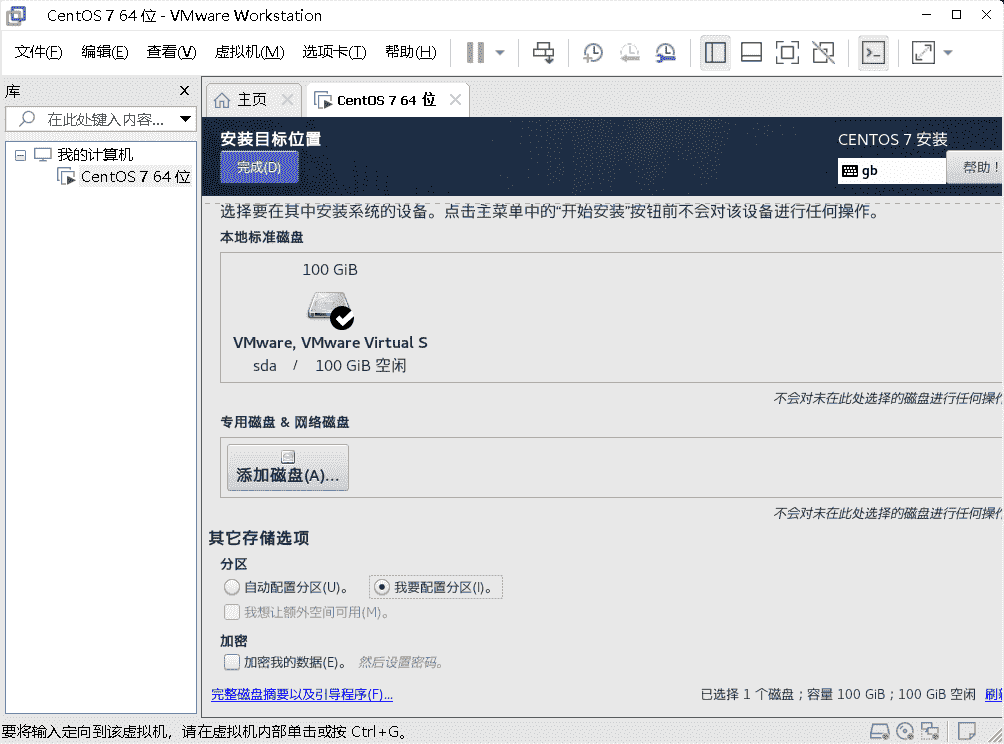 CentOS 7 64 位 - VMware Workstation
文件(F) 编辑(E) 查看(V) 虚拟机(M) 选项卡(T) 帮助(H)
库
在此处键入内容...
我的计算机
CentOS 7 64 位
主页 CentOS 7 64 位
安装目标位置
完成(D)
CENTOS 7 安装
gb
帮助！
选择要在其中安装系统的设备。点击主菜单中的“开始安装”按钮前不会对该设备进行任何操作。
本地标准磁盘
100 GiB
VMware, VMware Virtual S
sda / 100 GiB 空闲
不会对未在此处选择的磁盘进行任何操作
专用磁盘 & 网络磁盘
添加磁盘(A)...
不会对未在此处选择的磁盘进行任何操作
其它存储选项
分区
自动配置分区(U)。 我要配置分区(I)。
我想让额外空间可用(M)。
加密
加密我的数据(E)。 然后设置密码。
完整磁盘摘要以及引导程序(F)...
已选择 1 个磁盘；容量 100 GiB；100 GiB 空闲 刷
要将输入定向到该虚拟机，请在虚拟机内部单击或按 Ctrl+G。